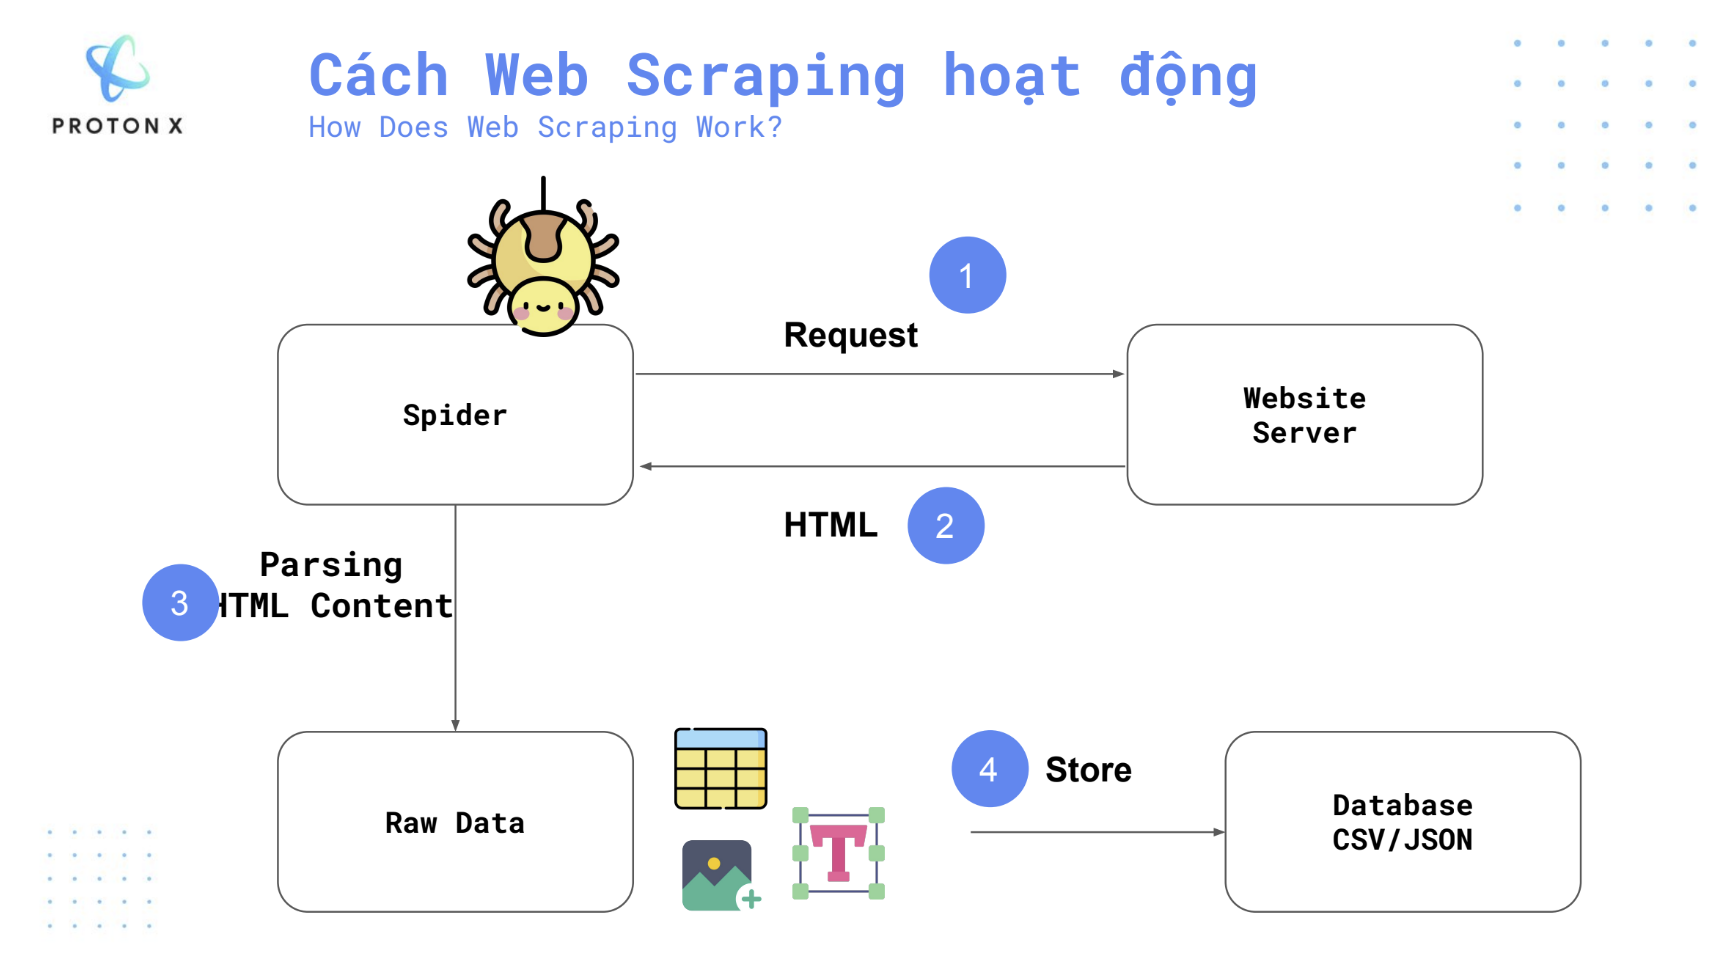 PROTON X
Cách Web Scraping hoạt động
How Does Web Scraping Work?
1
Request
Spider
Website
Server
HTML
2
Parsing
3
HTML Content
4
Store
Raw Data
T
Database
CSV/JSON